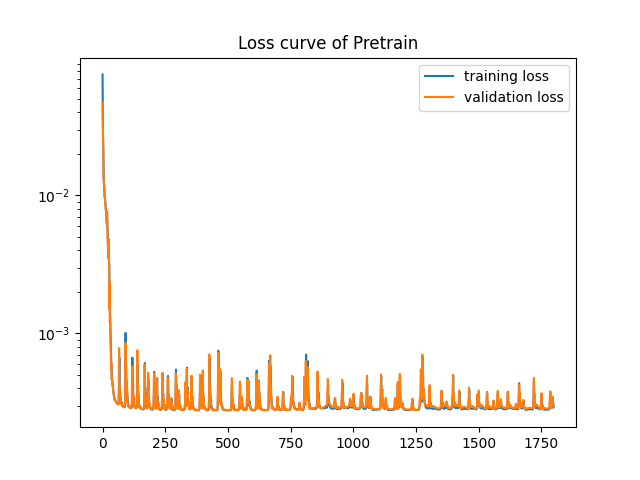 Loss curve of Pretrain
training loss
validation loss
10⁻²
10⁻³
0 250 500 750 1000 1250 1500 1750